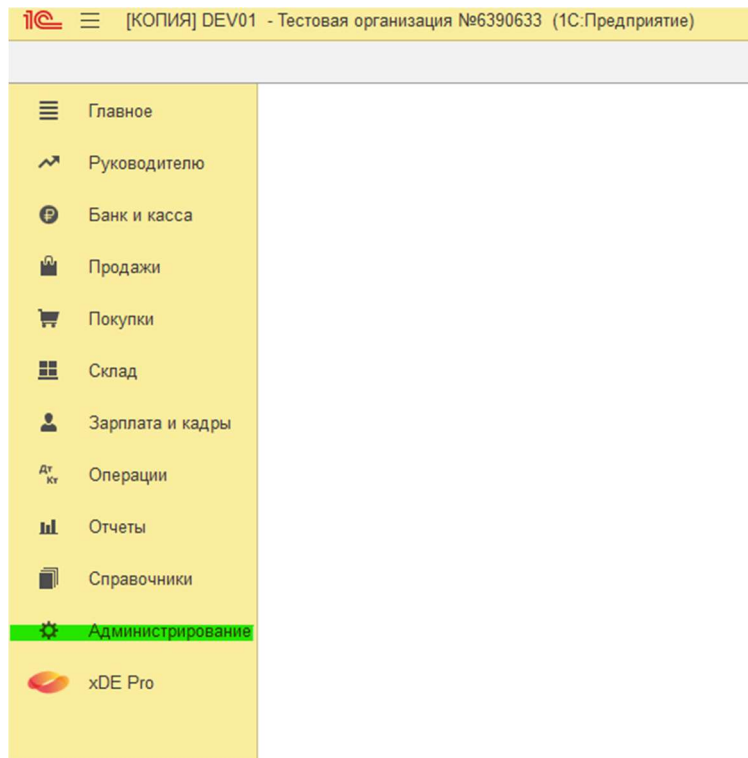 1С [КОПИЯ] DEV01 - Тестовая организация №6390633 (1С:Предприятие)
Главное
Руководителю
Банк и касса
Продажи
Покупки
Склад
Зарплата и кадры
Дт
Кт
Операции
Отчеты
Справочники
Администрирование
xDE Pro